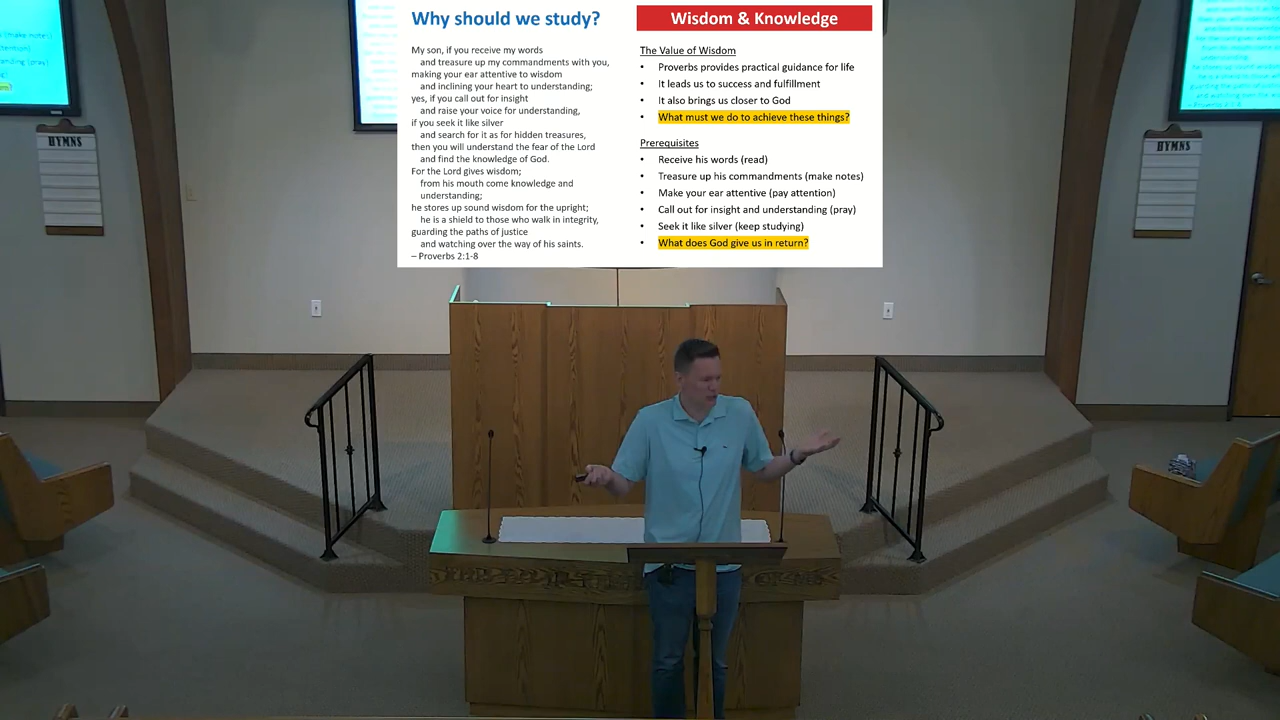 Why should we study?
My son, if you receive my words
and treasure up my commandments with you,
making your ear attentive to wisdom
and inclining your heart to understanding;
yes, if you call out for insight
and raise your voice for understanding,
if you seek it like silver
and search for it as for hidden treasures,
then you will understand the fear of the Lord
and find the knowledge of God.
For the Lord gives wisdom;
from his mouth come knowledge and
understanding;
he stores up sound wisdom for the upright;
he is a shield to those who walk in integrity,
guarding the paths of justice
and watching over the way of his saints.
– Proverbs 2:1-8
Wisdom & Knowledge
The Value of Wisdom
• Proverbs provides practical guidance for life
• It leads us to success and fulfillment
• It also brings us closer to God
• What must we do to achieve these things?
Prerequisites
• Receive his words (read)
• Treasure up his commandments (make notes)
• Make your ear attentive (pay attention)
• Call out for insight and understanding (pray)
• Seek it like silver (keep studying)
• What does God give us in return?
HYMNS
HYMNS